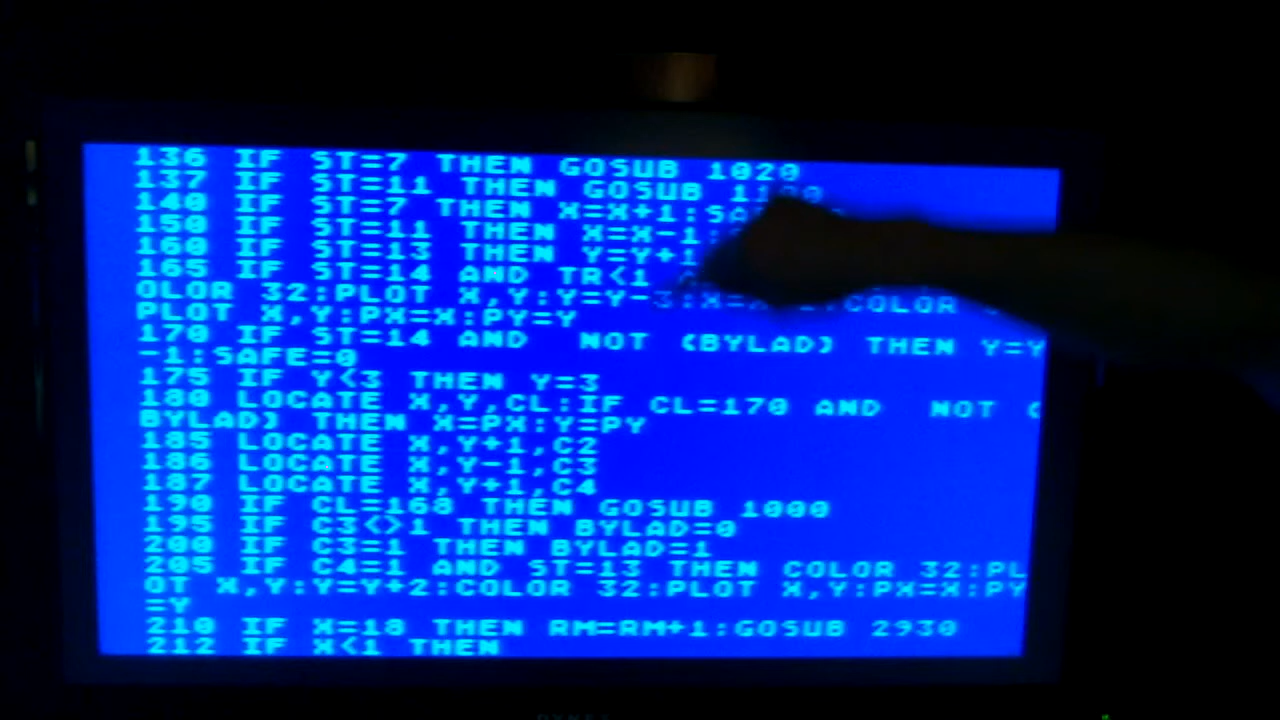 136 IF ST=7 THEN GOSUB 1020
137 IF ST=11 THEN GOSUB
140 IF ST=7 THEN X=X+1:
150 IF ST=11 THEN X=X-1:
160 IF ST=13 THEN Y=Y+1
165 IF ST=14 AND TR<1
OLOR 32:PLOT X,Y:Y=Y-3:
PLOT X,Y:PX=X:PY=Y
170 IF ST=14 AND  NOT (BYLAD) THEN Y=Y
-1:SAFE=0
175 IF Y<3 THEN Y=3
180 LOCATE X,Y,CL:IF CL=170 AND  NOT (
BYLAD) THEN X=PX:Y=PY
185 LOCATE X,Y+1,C2
186 LOCATE X,Y-1,C3
187 LOCATE X,Y+1,C4
190 IF CL=168 THEN GOSUB 1000
195 IF C3<>1 THEN BYLAD=0
200 IF C3=1 THEN BYLAD=1
205 IF C4=1 AND ST=13 THEN COLOR 32:PL
OT X,Y:Y=Y+2:COLOR 32:PLOT X,Y:PX=X:PY
=Y
210 IF X=18 THEN RM=RM+1:GOSUB 2930
212 IF X<1 THEN